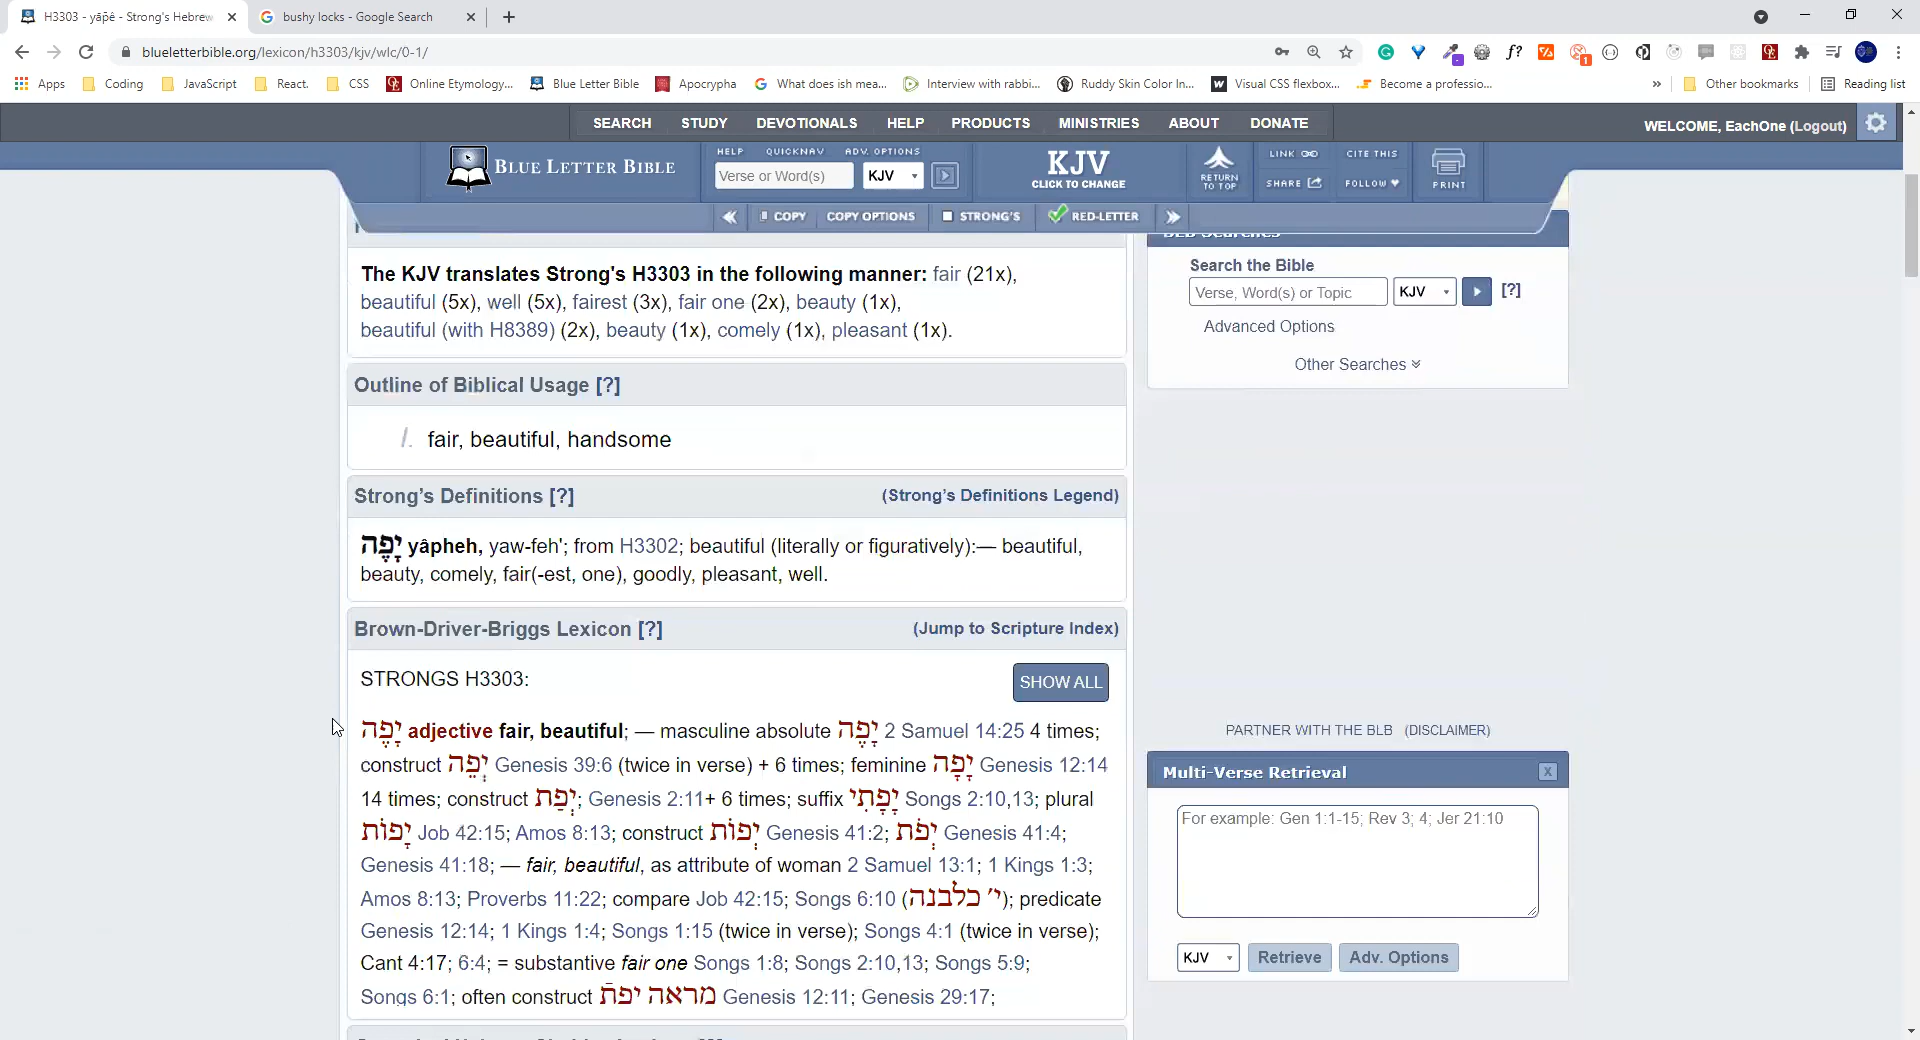 H3303 - yāp̄ê - Strong's Hebrew
bushy locks - Google Search
blueletterbible.org/lexicon/h3303/kjv/wlc/0-1/
Apps
Coding
JavaScript
React.
CSS
Online Etymology...
Blue Letter Bible
Apocrypha
What does ish mea...
Interview with rabbi...
Ruddy Skin Color In...
Visual CSS flexbox...
Become a professio...
Other bookmarks
Reading list
SEARCH STUDY DEVOTIONALS HELP PRODUCTS MINISTRIES ABOUT DONATE
WELCOME, EachOne (Logout)
BLUE LETTER BIBLE
HELP QUICKNAV ADV. OPTIONS
Verse or Word(s)
KJV
KJV
CLICK TO CHANGE
RETURN
TO TOP
LINK
CITE THIS
SHARE
FOLLOW
PRINT
COPY
COPY OPTIONS
STRONG'S
RED-LETTER
The KJV translates Strong's H3303 in the following manner: fair (21x),
beautiful (5x), well (5x), fairest (3x), fair one (2x), beauty (1x),
beautiful (with H8389) (2x), beauty (1x), comely (1x), pleasant (1x).
Outline of Biblical Usage [?]
I. fair, beautiful, handsome
Strong's Definitions [?]
(Strong's Definitions Legend)
יָפֶה yâpheh, yaw-feh'; from H3302; beautiful (literally or figuratively):— beautiful,
beauty, comely, fair(-est, one), goodly, pleasant, well.
Brown-Driver-Briggs Lexicon [?]
(Jump to Scripture Index)
STRONGS H3303:
SHOW ALL
יָפֶה adjective fair, beautiful; — masculine absolute יָפֶה 2 Samuel 14:25 4 times;
construct יְפֵה Genesis 39:6 (twice in verse) + 6 times; feminine יָפָה Genesis 12:14
14 times; construct יְפַת; Genesis 2:11+ 6 times; suffix יָפָתִי Songs 2:10,13; plural
יָפוֹת Job 42:15; Amos 8:13; construct יְפוֹת Genesis 41:2; יְפֹת Genesis 41:4;
Genesis 41:18; — fair, beautiful, as attribute of woman 2 Samuel 13:1; 1 Kings 1:3;
Amos 8:13; Proverbs 11:22; compare Job 42:15; Songs 6:10 (י׳ כלבנה); predicate
Genesis 12:14; 1 Kings 1:4; Songs 1:15 (twice in verse); Songs 4:1 (twice in verse);
Cant 4:17; 6:4; = substantive fair one Songs 1:8; Songs 2:10,13; Songs 5:9;
Songs 6:1; often construct מראה יפת Genesis 12:11; Genesis 29:17;
BLB Searches
Search the Bible
Verse, Word(s) or Topic
KJV
[?]
Advanced Options
Other Searches
PARTNER WITH THE BLB (DISCLAIMER)
Multi-Verse Retrieval
X
For example: Gen 1:1-15; Rev 3; 4; Jer 21:10
KJV
Retrieve
Adv. Options